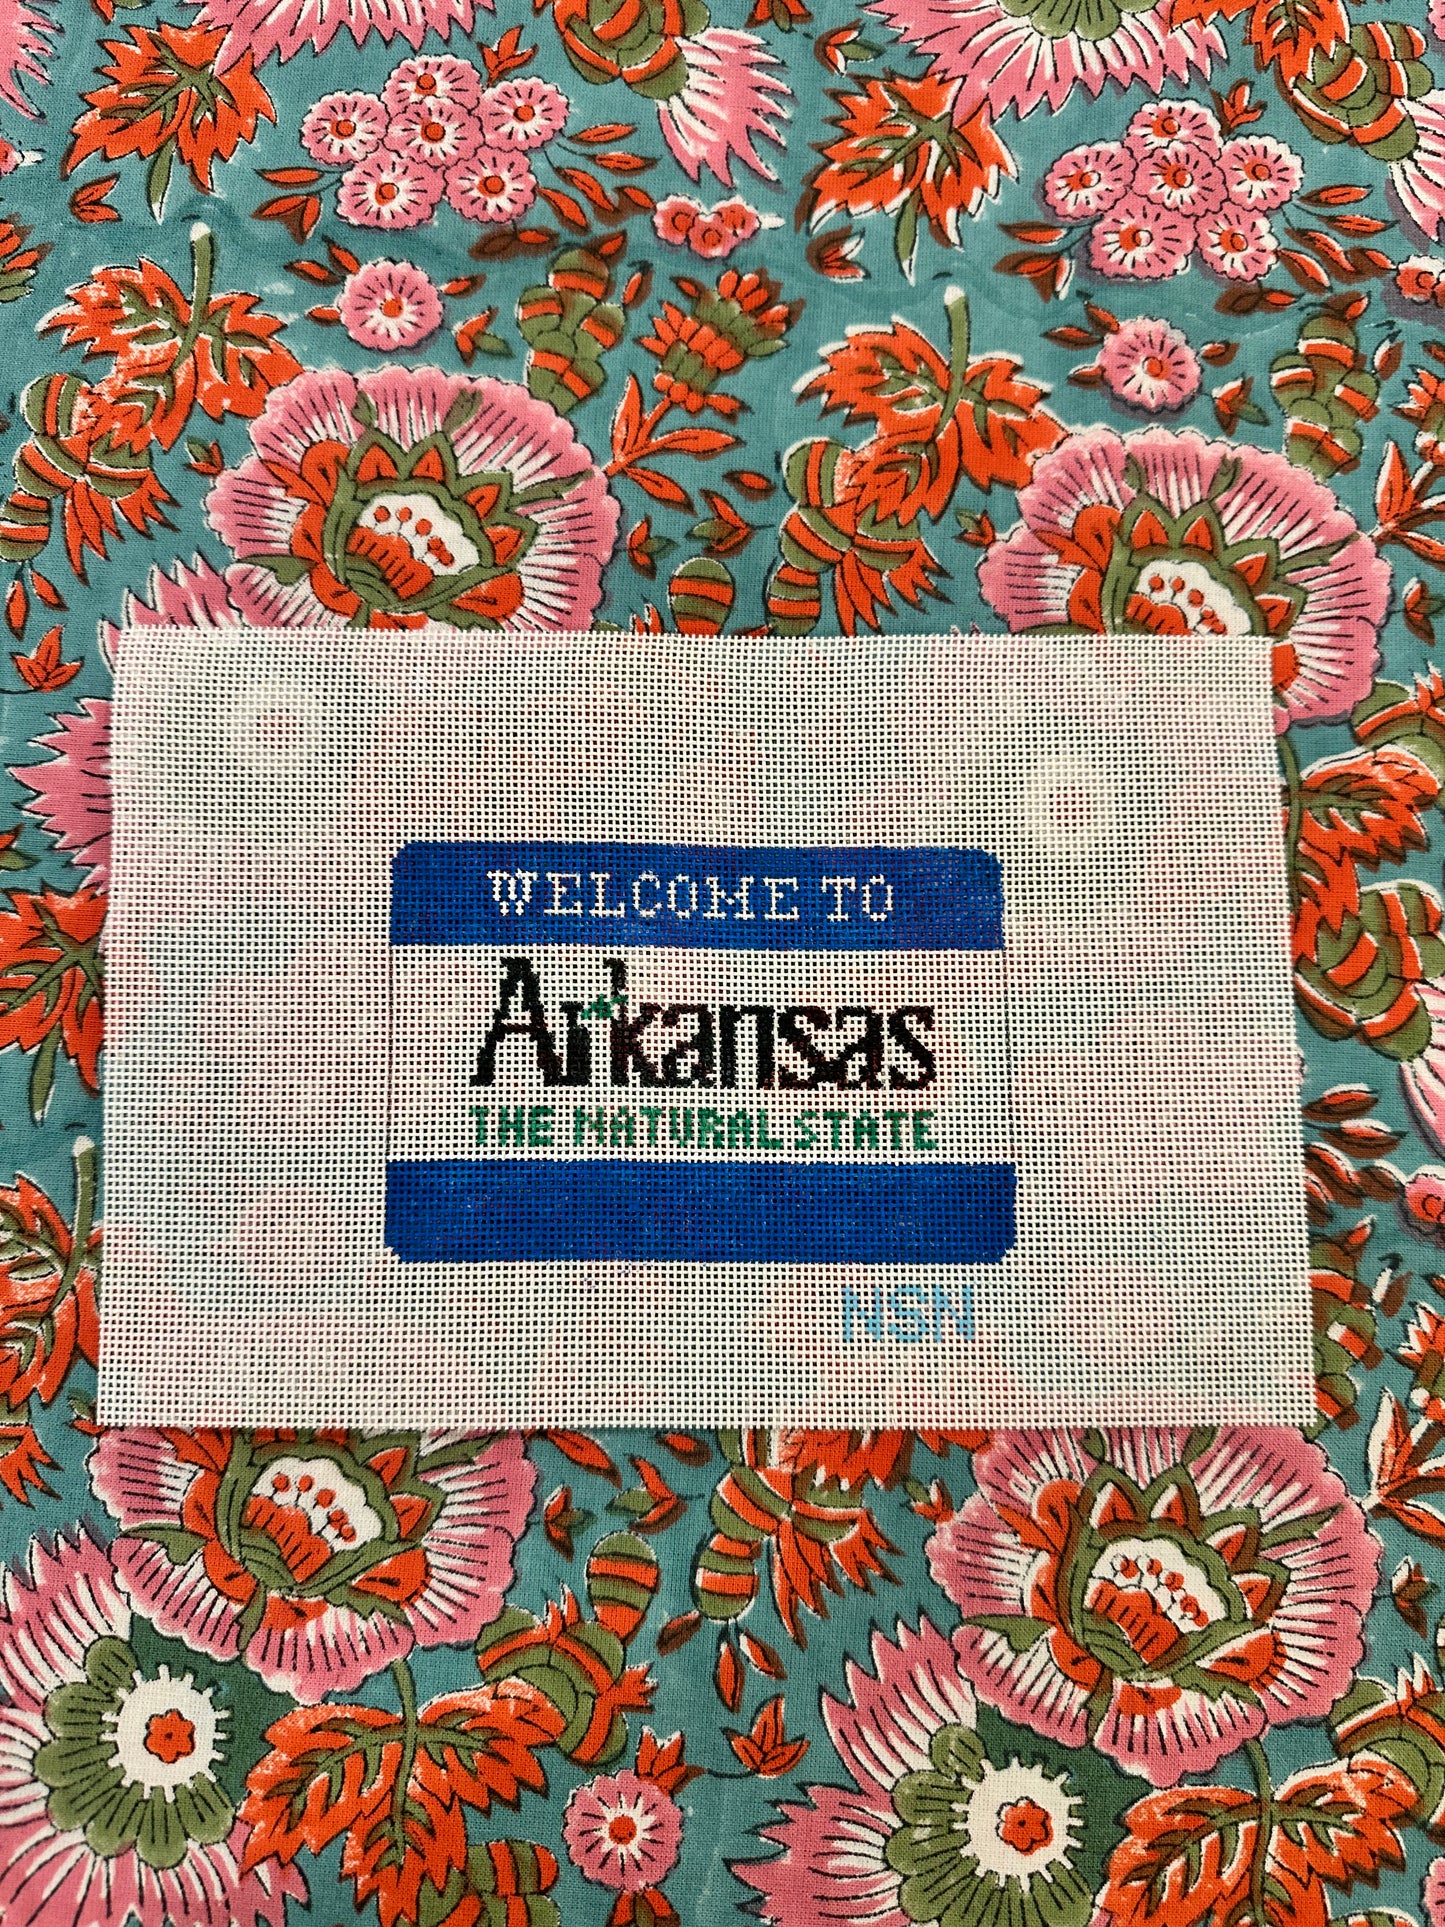 WELCOME TO
Arkansas
THE NATURAL STATE
NSN